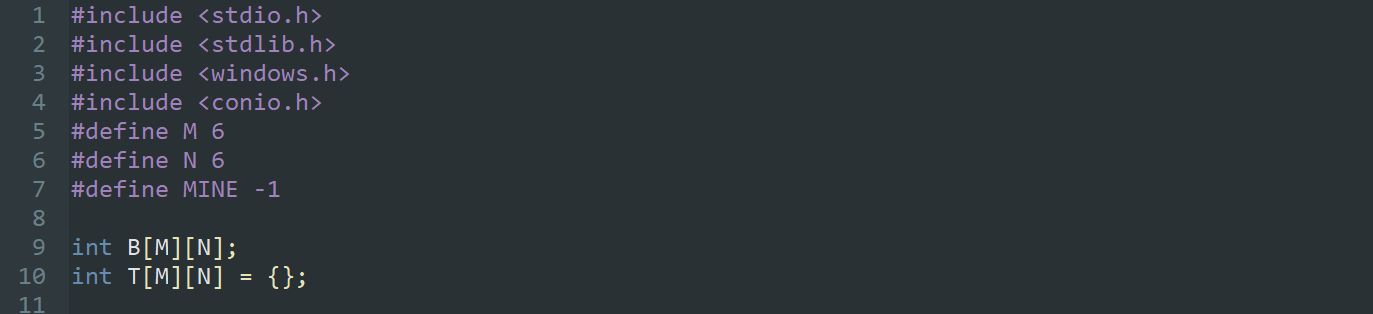 1 #include <stdio.h>
2 #include <stdlib.h>
3 #include <windows.h>
4 #include <conio.h>
5 #define M 6
6 #define N 6
7 #define MINE -1
8
9 int B[M][N];
10 int T[M][N] = {};
11